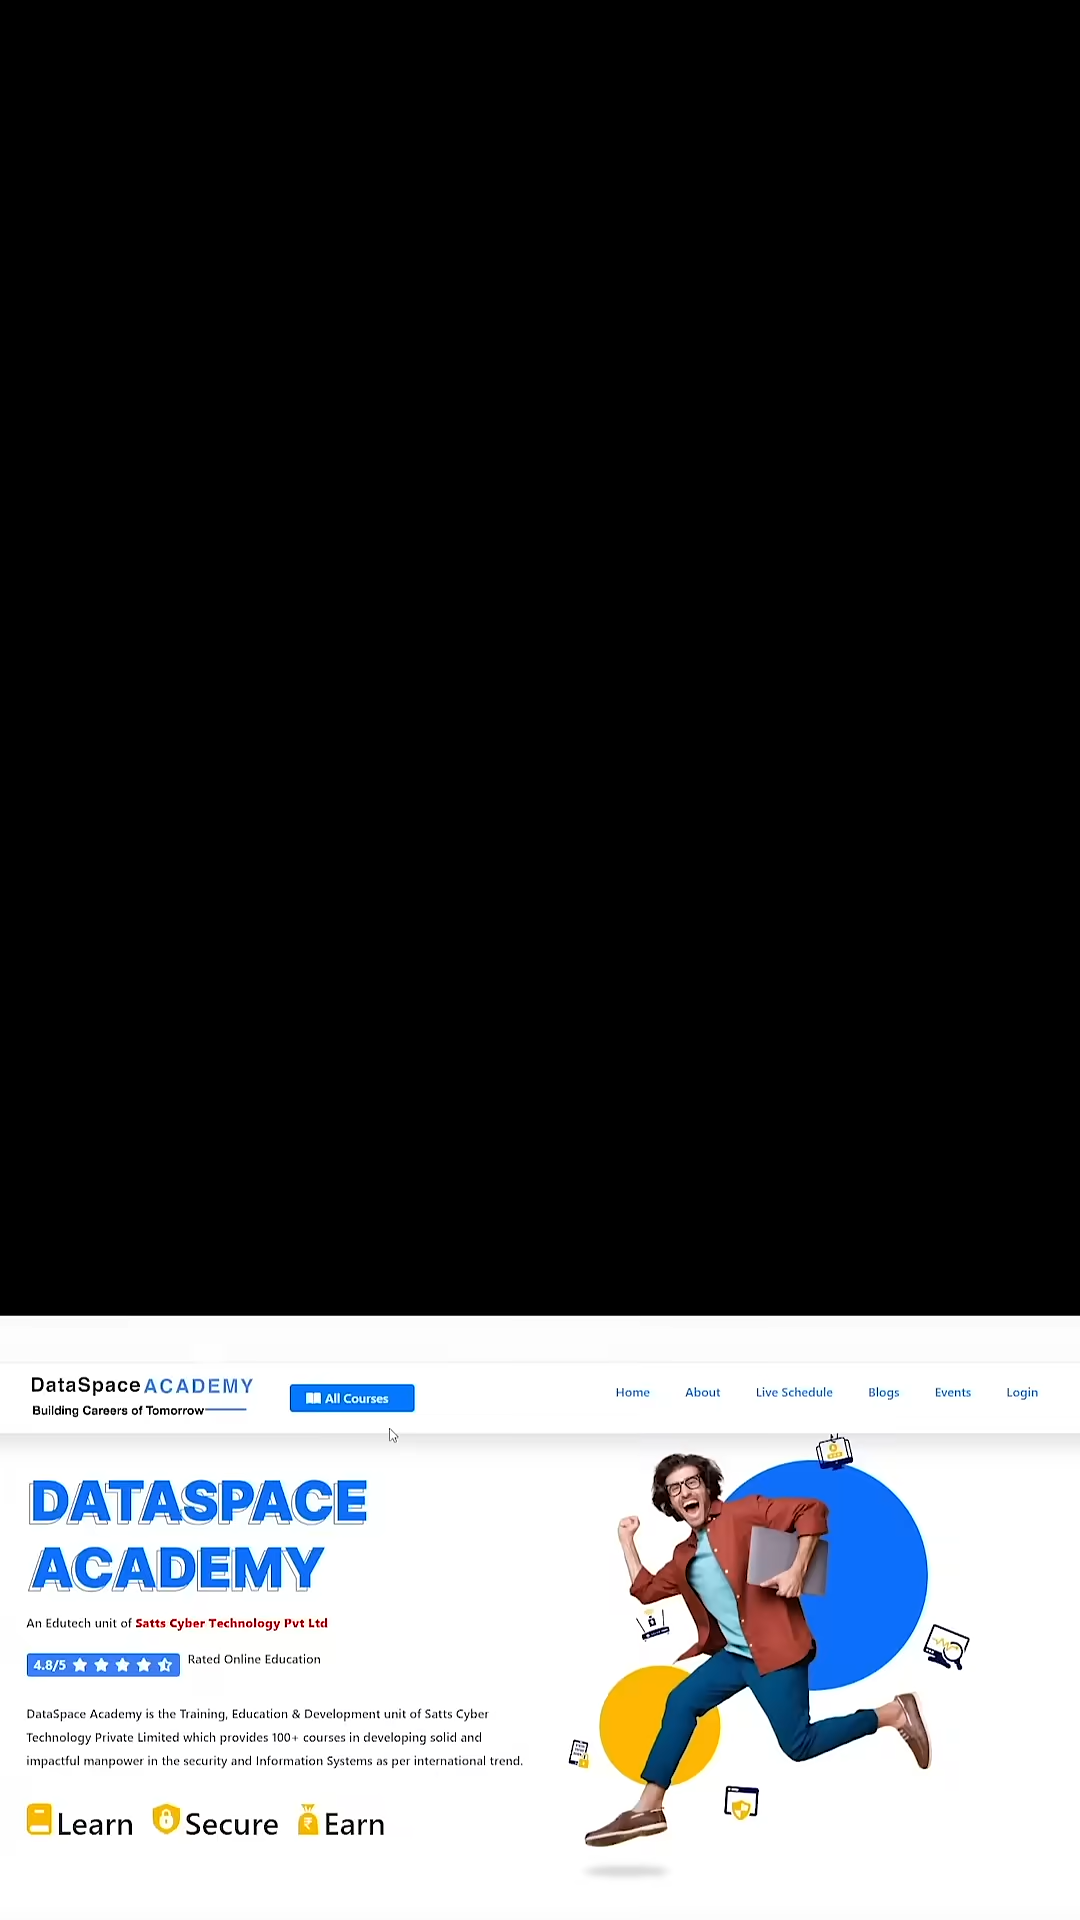 DataSpace ACADEMY
Building Careers of Tomorrow
All Courses
Home About Live Schedule Blogs Events Login
DATASPACE
ACADEMY
An Edutech unit of Satts Cyber Technology Pvt Ltd
4.8/5 Rated Online Education
DataSpace Academy is the Training, Education & Development unit of Satts Cyber
Technology Private Limited which provides 100+ courses in developing solid and
impactful manpower in the security and Information Systems as per international trend.
Learn Secure Earn